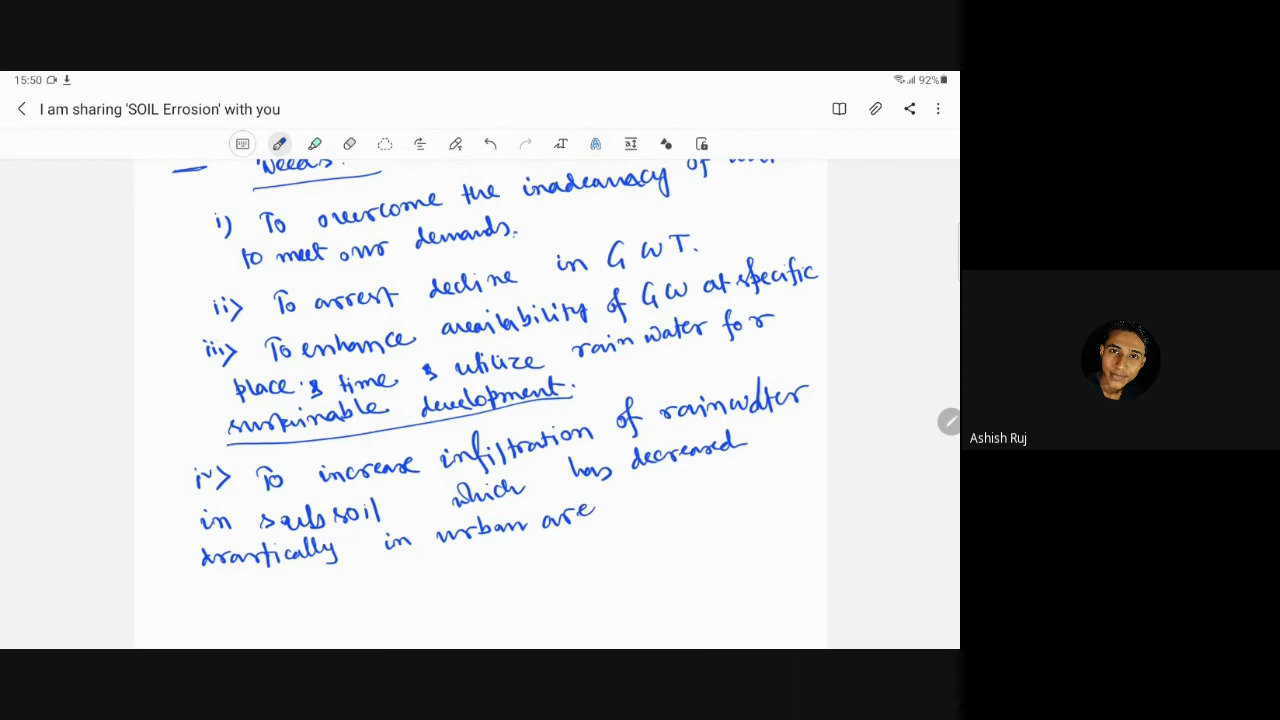 15:50
92%
I am sharing 'SOIL Errosion' with you
Needs:
i) To overcome the inadequacy of
to meet our demands.
ii) To arrest decline in G W T.
iii) To enhance availability of GW at specific
place & time & utilize rain water for
sustainable development.
iv) To increase infiltration of rainwater
in subsoil which has decreased
drastically in urban are
Ashish Ruj